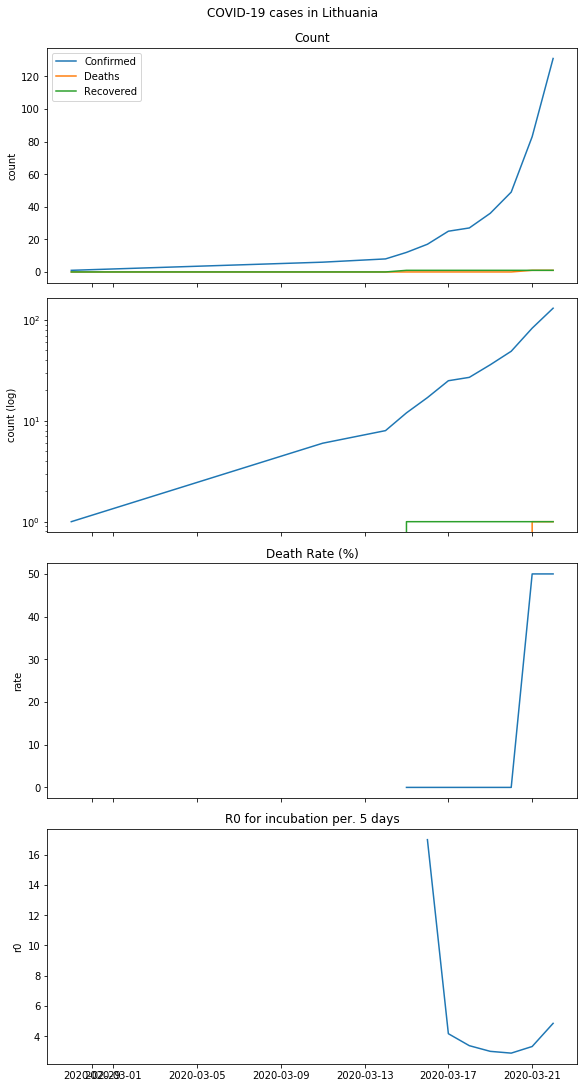 COVID-19 cases in Lithuania
Count
Confirmed
Deaths
Recovered
120
100
80
60
40
20
0
count
10²
10¹
10⁰
count (log)
Death Rate (%)
50
40
30
20
10
0
rate
R0 for incubation per. 5 days
16
14
12
10
8
6
4
r0
2020-02-29 2020-03-01 2020-03-05 2020-03-09 2020-03-13 2020-03-17 2020-03-21